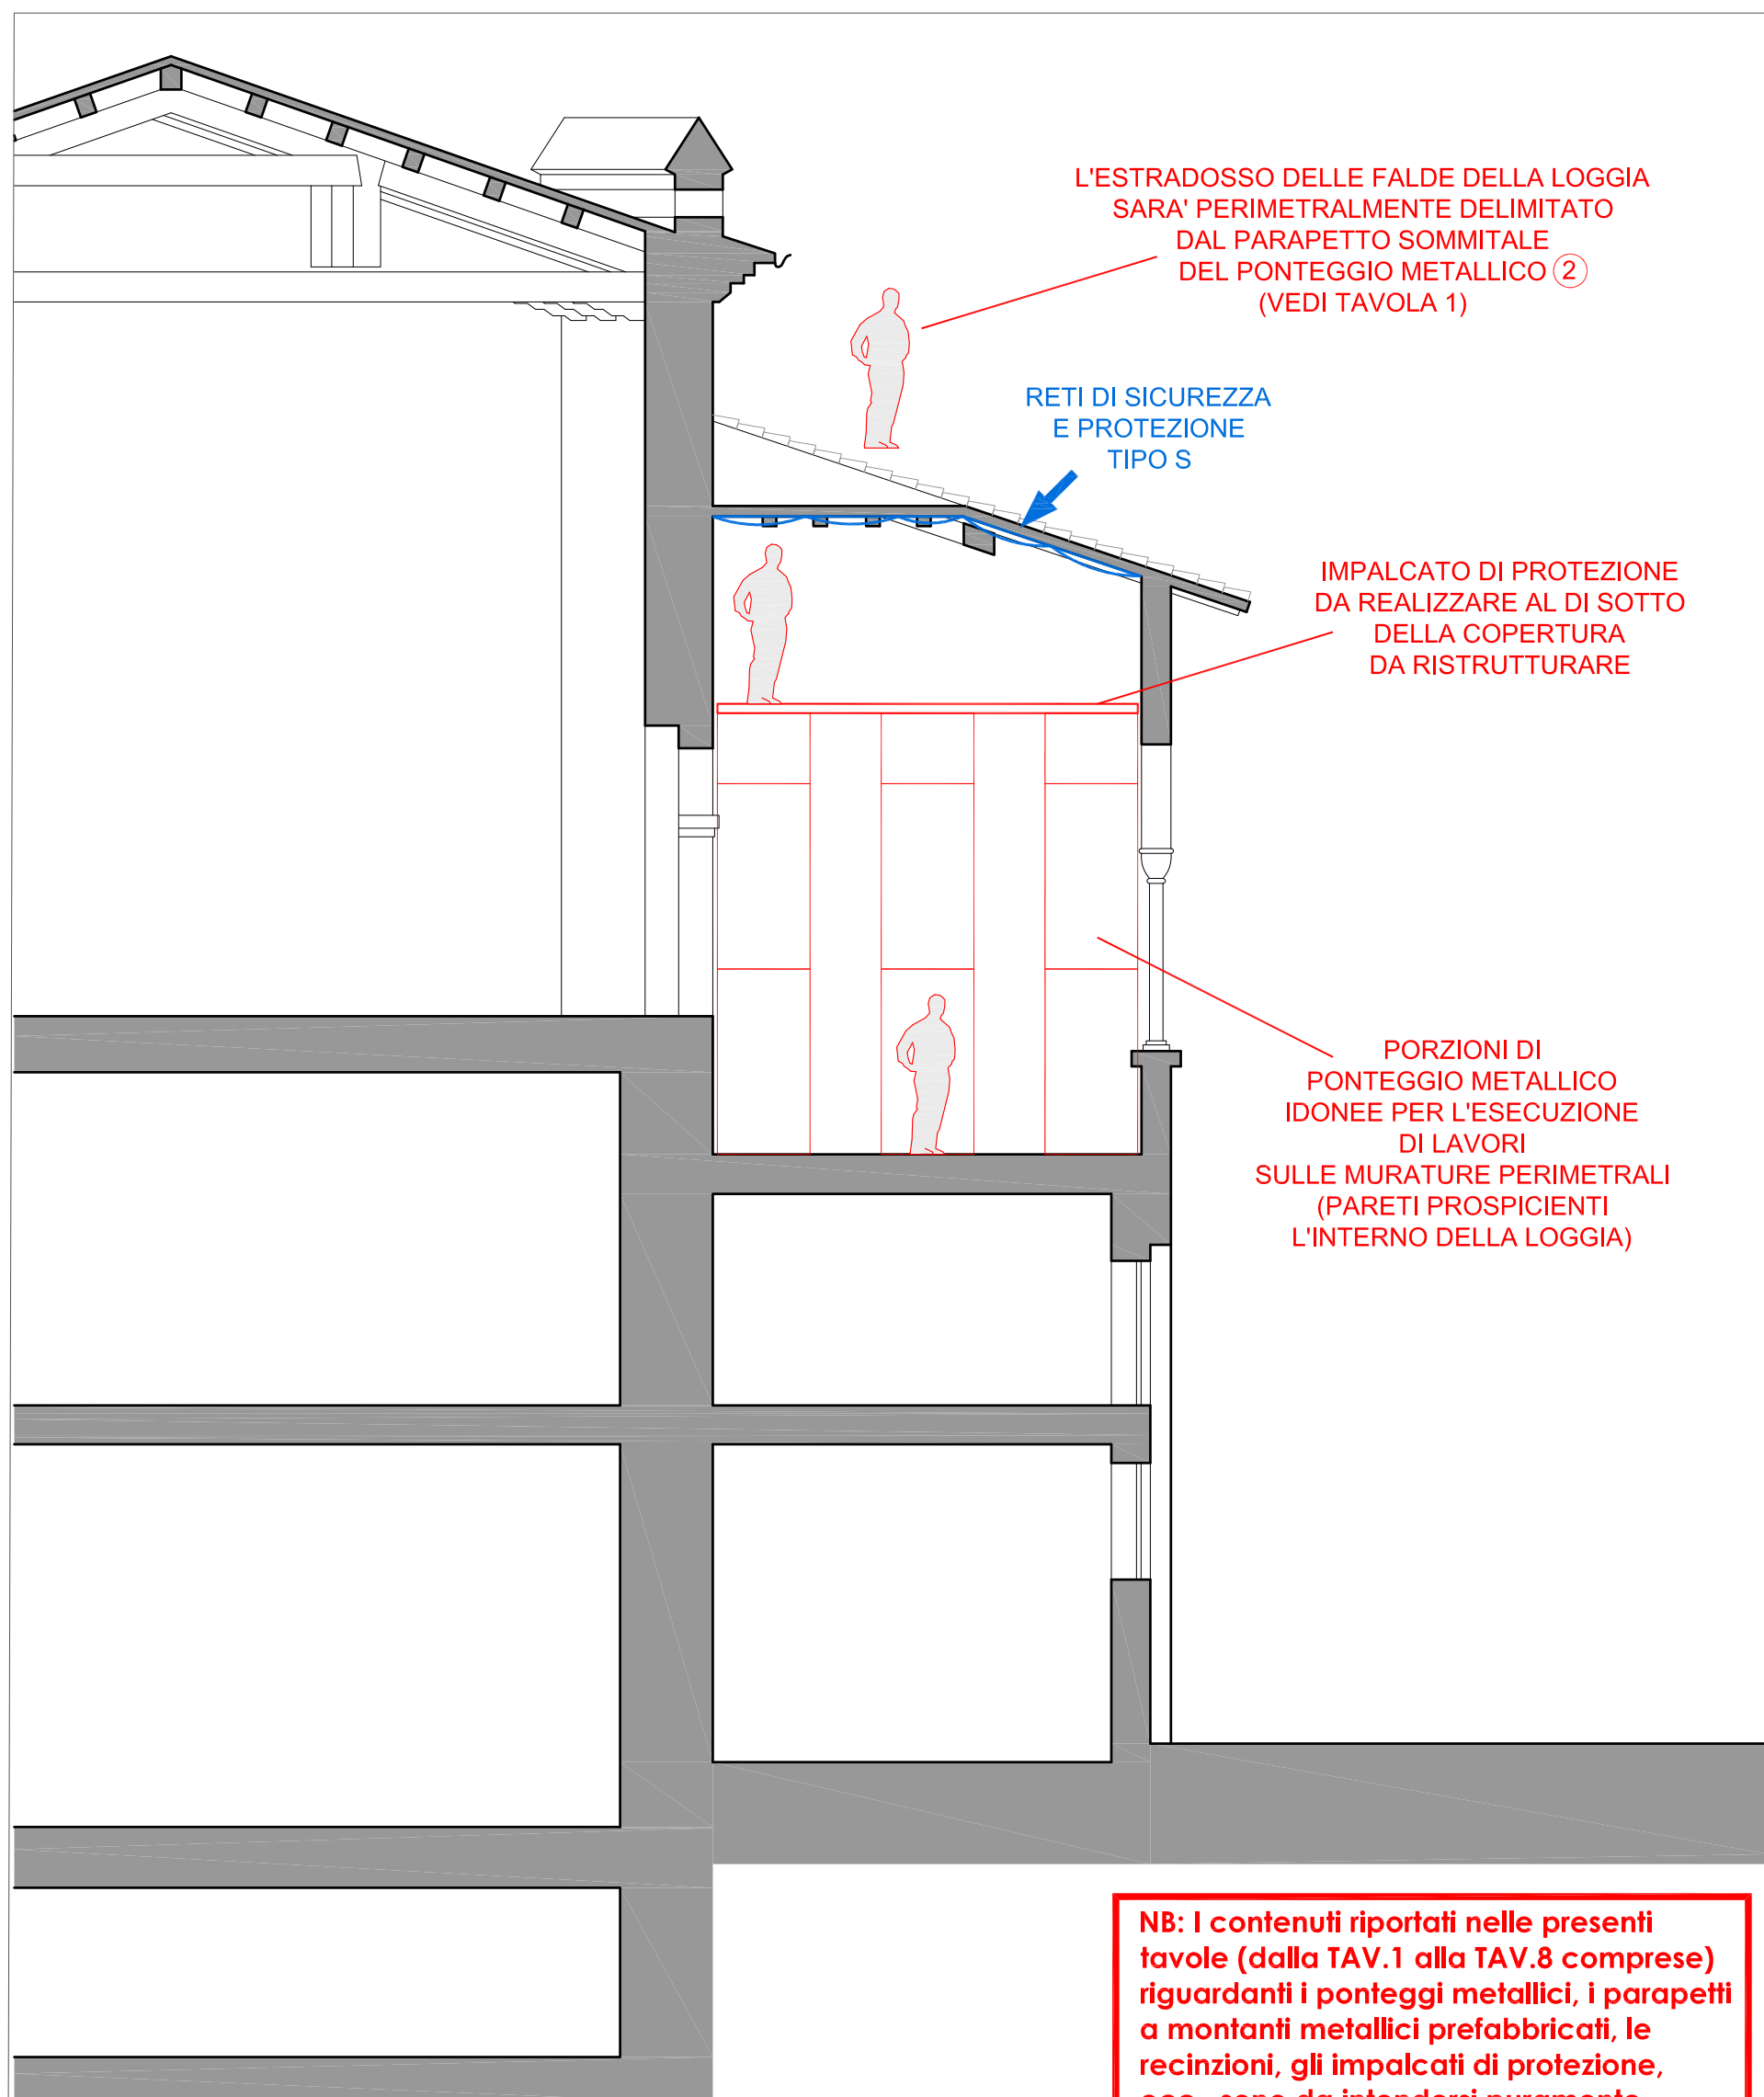 L'ESTRADOSSO DELLE FALDE DELLA LOGGIA
SARA' PERIMETRALMENTE DELIMITATO
DAL PARAPETTO SOMMITALE
DEL PONTEGGIO METALLICO 2
(VEDI TAVOLA 1)
RETI DI SICUREZZA
E PROTEZIONE
TIPO S
IMPALCATO DI PROTEZIONE
DA REALIZZARE AL DI SOTTO
DELLA COPERTURA
DA RISTRUTTURARE
PORZIONI DI
PONTEGGIO METALLICO
IDONEE PER L'ESECUZIONE
DI LAVORI
SULLE MURATURE PERIMETRALI
(PARETI PROSPICIENTI
L'INTERNO DELLA LOGGIA)
NB: I contenuti riportati nelle presenti
tavole (dalla TAV.1 alla TAV.8 comprese)
riguardanti i ponteggi metallici, i parapetti
a montanti metallici prefabbricati, le
recinzioni, gli impalcati di protezione,
sono da intendersi puramente